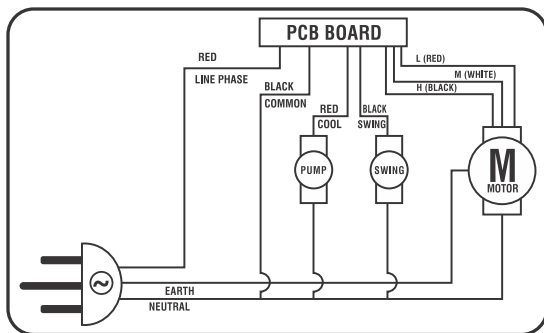 PCB BOARD
RED
LINE PHASE
BLACK
COMMON
RED
COOL
BLACK
SWING
L (RED)
M (WHITE)
H (BLACK)
PUMP
SWING
M
MOTOR
EARTH
NEUTRAL